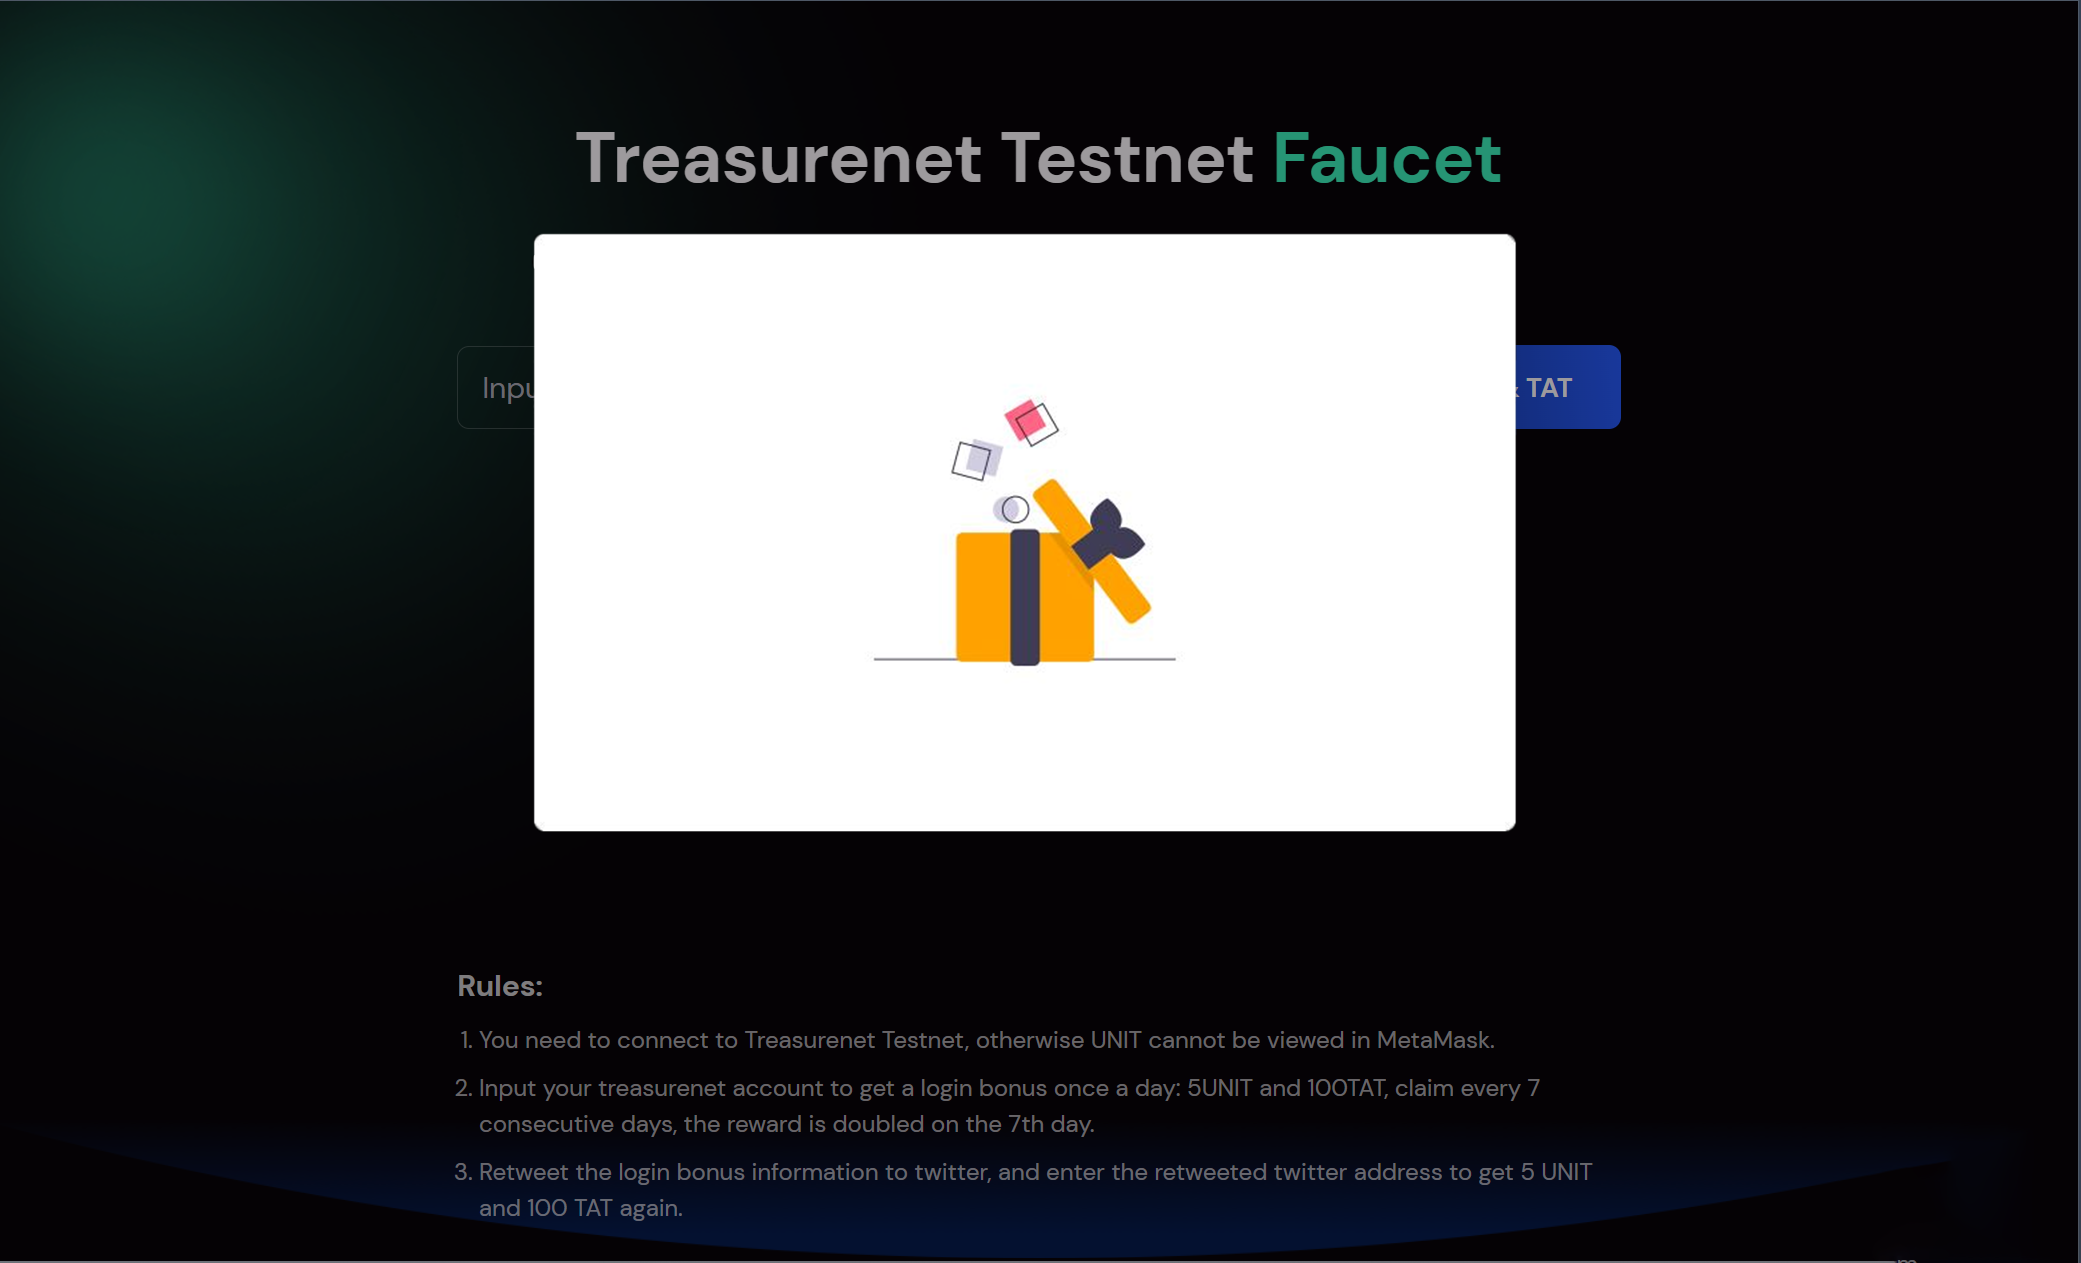 Treasurenet Testnet Faucet
TAT
Rules:
1. You need to connect to Treasurenet Testnet, otherwise UNIT cannot be viewed in MetaMask.
2. Input your treasurenet account to get a login bonus once a day: 5UNIT and 100TAT, claim every 7
consecutive days, the reward is doubled on the 7th day.
3. Retweet the login bonus information to twitter, and enter the retweeted twitter address to get 5 UNIT
and 100 TAT again.